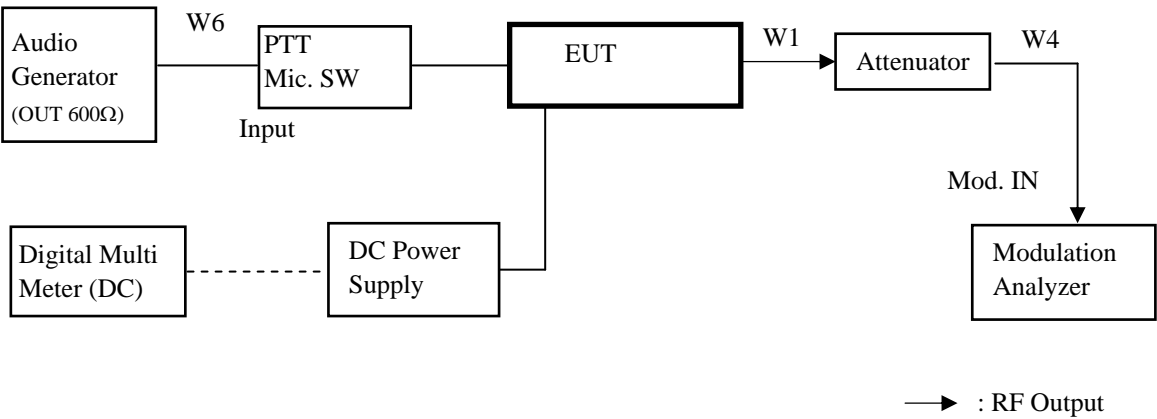 W6
Audio
Generator
(OUT 600Ω)
PTT
Mic. SW
Input
EUT
W1
Attenuator
W4
Mod. IN
Digital Multi
Meter (DC)
DC Power
Supply
Modulation
Analyzer
: RF Output